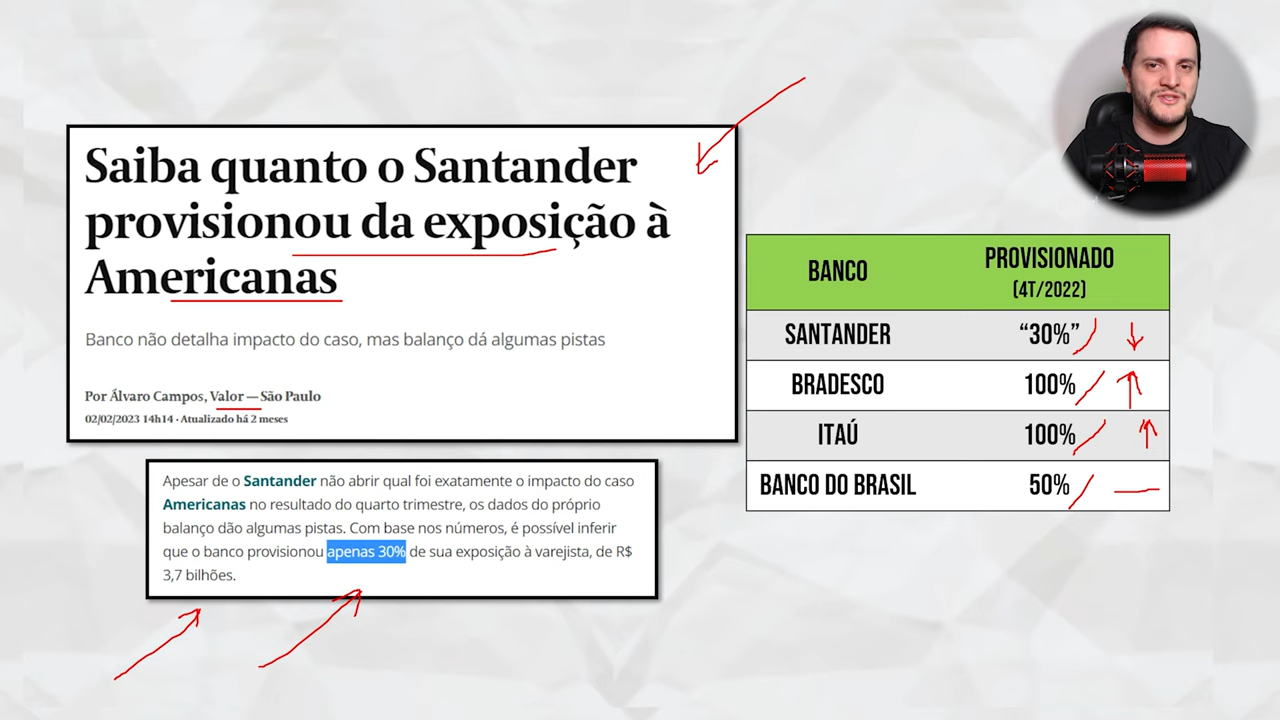 Saiba quanto o Santander
provisionou da exposição à
Americanas
Banco não detalha impacto do caso, mas balanço dá algumas pistas
Por Álvaro Campos, Valor — São Paulo
02/02/2023 14h14 · Atualizado há 2 meses
Apesar de o Santander não abrir qual foi exatamente o impacto do caso
Americanas no resultado do quarto trimestre, os dados do próprio
balanço dão algumas pistas. Com base nos números, é possível inferir
que o banco provisionou apenas 30% de sua exposição à varejista, de R$
3,7 bilhões.
BANCO PROVISIONADO
(4T/2022)
SANTANDER “30%”
BRADESCO 100%
ITAÚ 100%
BANCO DO BRASIL 50%